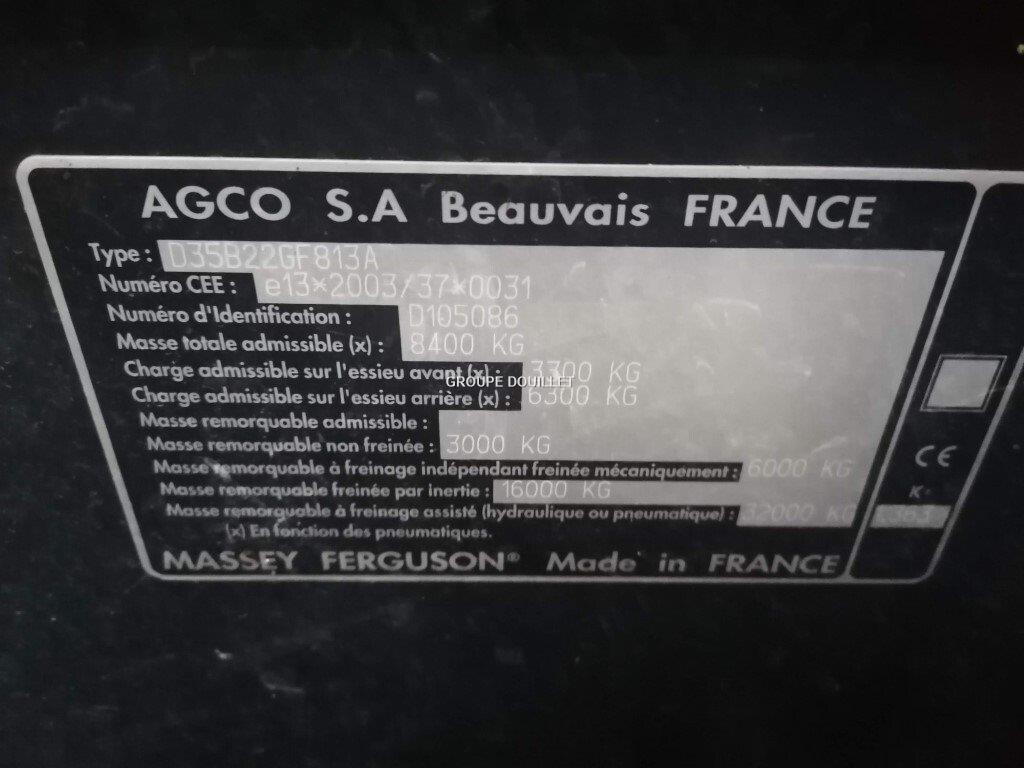 AGCO S.A Beauvais FRANCE
Type : D35B22GF813A
Numéro CEE : e13*2003/37*0031
Numéro d'Identification : D105086
Masse totale admissible (x) : 8400 KG
Charge admissible sur l'essieu avant (x) : 3300 KG
GROUPE DOUILLET
Charge admissible sur l'essieu arrière (x) : 6300 KG
Masse remorquable admissible :
Masse remorquable non freinée : 3000 KG
Masse remorquable à freinage indépendant freinée mécaniquement : 6000 KG
Masse remorquable freinée par inertie : 16000 KG
Masse remorquable à freinage assisté (hydraulique ou pneumatique) : 32000 KG
(x) En fonction des pneumatiques.
MASSEY FERGUSON® Made in FRANCE
CE